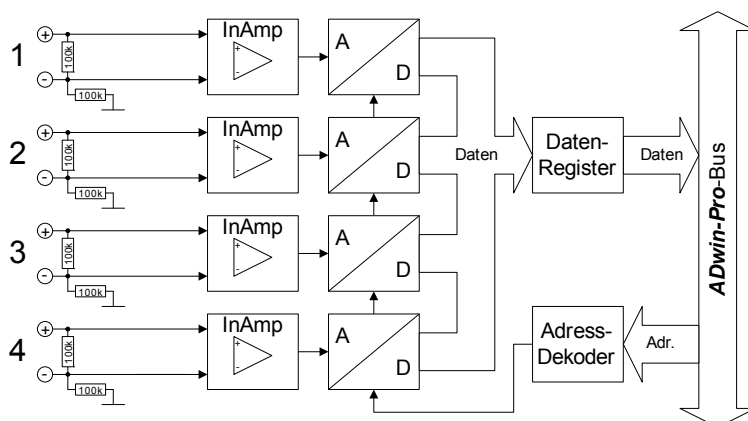 1
+
-
100k
100k
InAmp
+
-
A
D
2
+
-
100k
100k
InAmp
+
-
A
D
3
+
-
100k
100k
InAmp
+
-
A
D
4
+
-
100k
100k
InAmp
+
-
A
D
Daten
Daten-
Register
Daten
Adress-
Dekoder
Adr.
ADwin-Pro-Bus